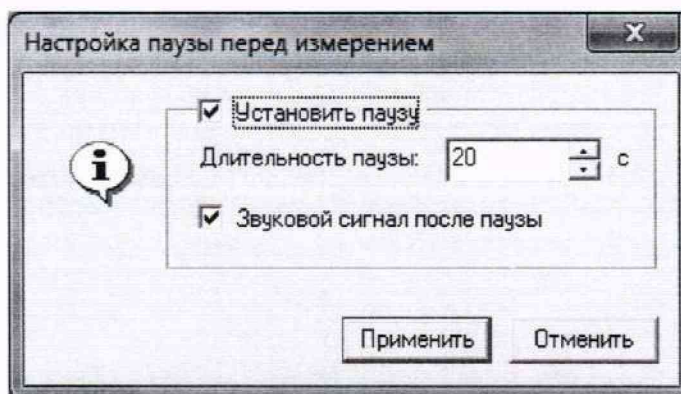 Настройка паузы перед измерением
Установить паузу
Длительность паузы: 20 с
Звуковой сигнал после паузы
Применить Отменить